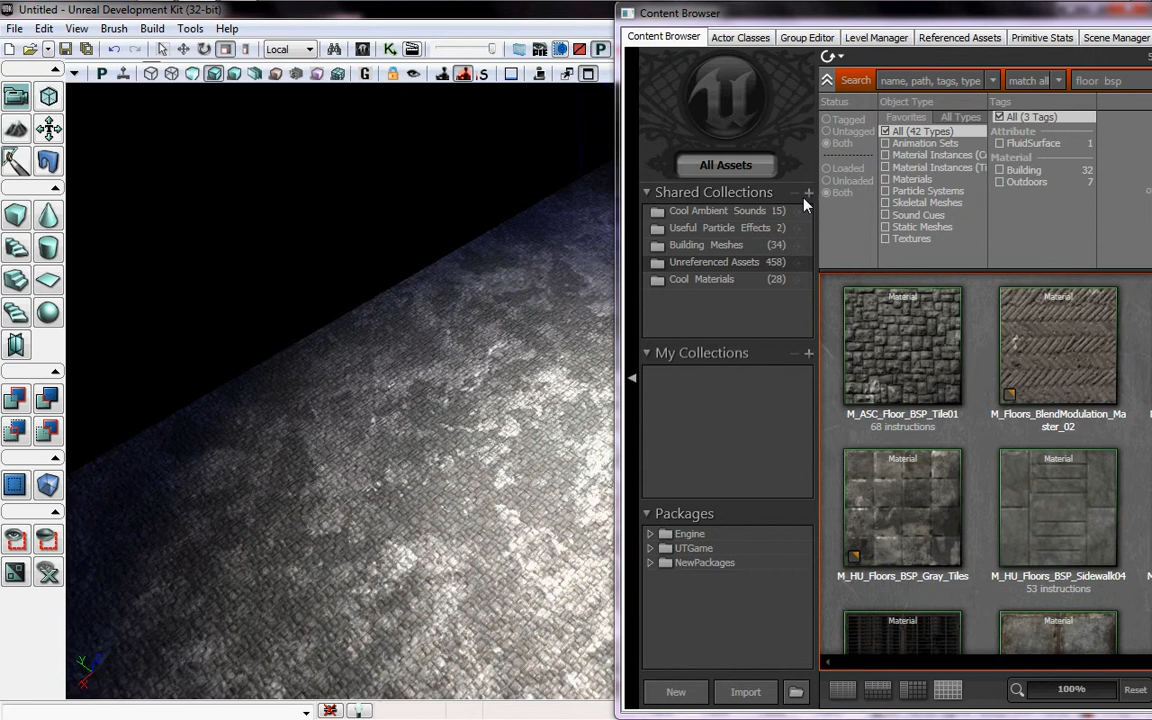 Untitled - Unreal Development Kit (32-bit)
File Edit View Brush Build Tools Help
Local
P G S
Content Browser
Content Browser Actor Classes Group Editor Level Manager Referenced Assets Primitive Stats Scene Manager
Search name, path, tags, type match all floor bsp
Status Object Type Tags
Favorites All Types
Tagged
Untagged
Both
Loaded
Unloaded
Both
All (42 Types)
Animation Sets
Material Instances (C
Material Instances (Ti
Materials
Particle Systems
Skeletal Meshes
Sound Cues
Static Meshes
Textures
All (3 Tags)
Attribute
FluidSurface 1
Material
Building 32
Outdoors 7
All Assets
Shared Collections
Cool Ambient Sounds 15)
Useful Particle Effects 2)
Building Meshes (34)
Unreferenced Assets 458)
Cool Materials (28)
My Collections
Packages
Engine
UTGame
NewPackages
Material
M_ASC_Floor_BSP_Tile01
68 instructions
Material
M_Floors_BlendModulation_Ma
ster_02
Material
M_HU_Floors_BSP_Gray_Tiles
Material
M_HU_Floors_BSP_Sidewalk04
53 instructions
Material
Material
New Import 100% Reset